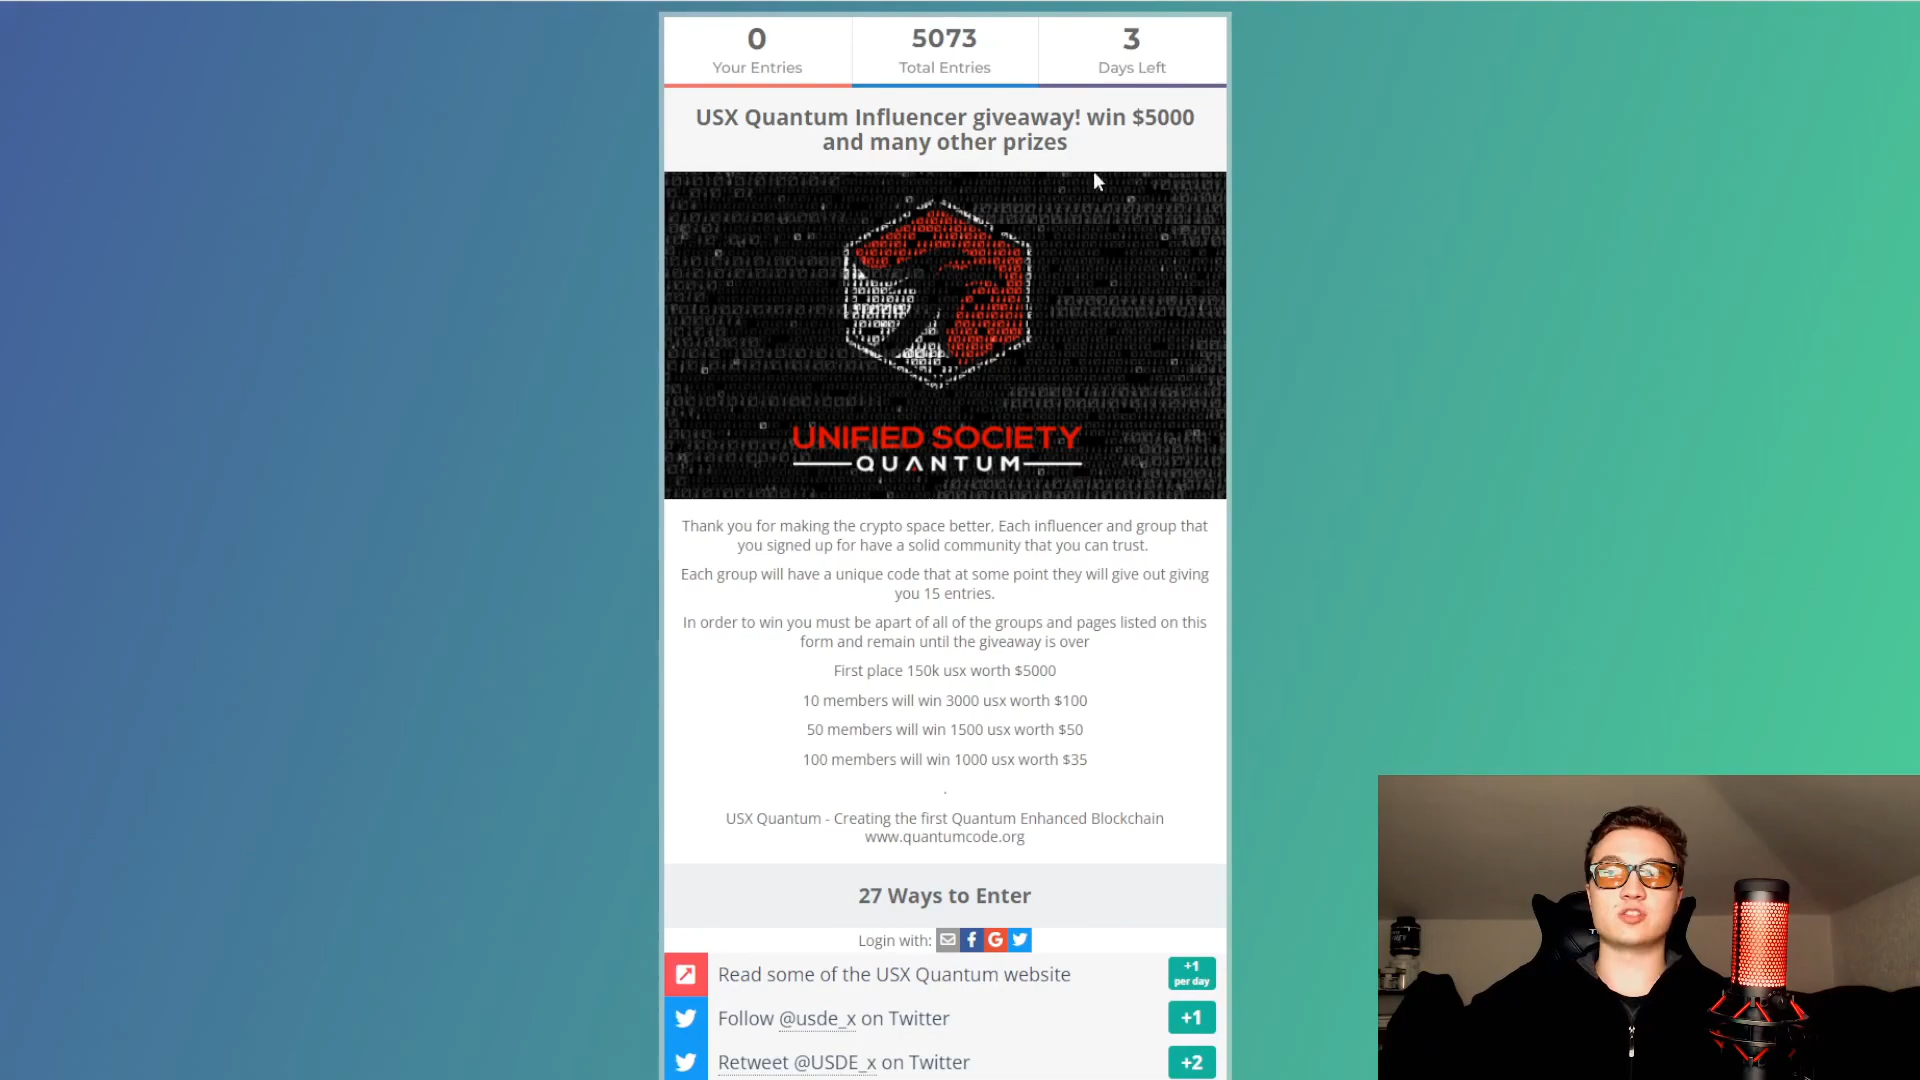 0
Your Entries
5073
Total Entries
3
Days Left
USX Quantum Influencer giveaway! win $5000
and many other prizes
UNIFIED SOCIETY
QUANTUM
Thank you for making the crypto space better, Each influencer and group that
you signed up for have a solid community that you can trust.
Each group will have a unique code that at some point they will give out giving
you 15 entries.
In order to win you must be apart of all of the groups and pages listed on this
form and remain until the giveaway is over
First place 150k usx worth $5000
10 members will win 3000 usx worth $100
50 members will win 1500 usx worth $50
100 members will win 1000 usx worth $35
.
USX Quantum - Creating the first Quantum Enhanced Blockchain
www.quantumcode.org
27 Ways to Enter
Login with:
Read some of the USX Quantum website
+1
per day
Follow @usde_x on Twitter
+1
Retweet @USDE_x on Twitter
+2